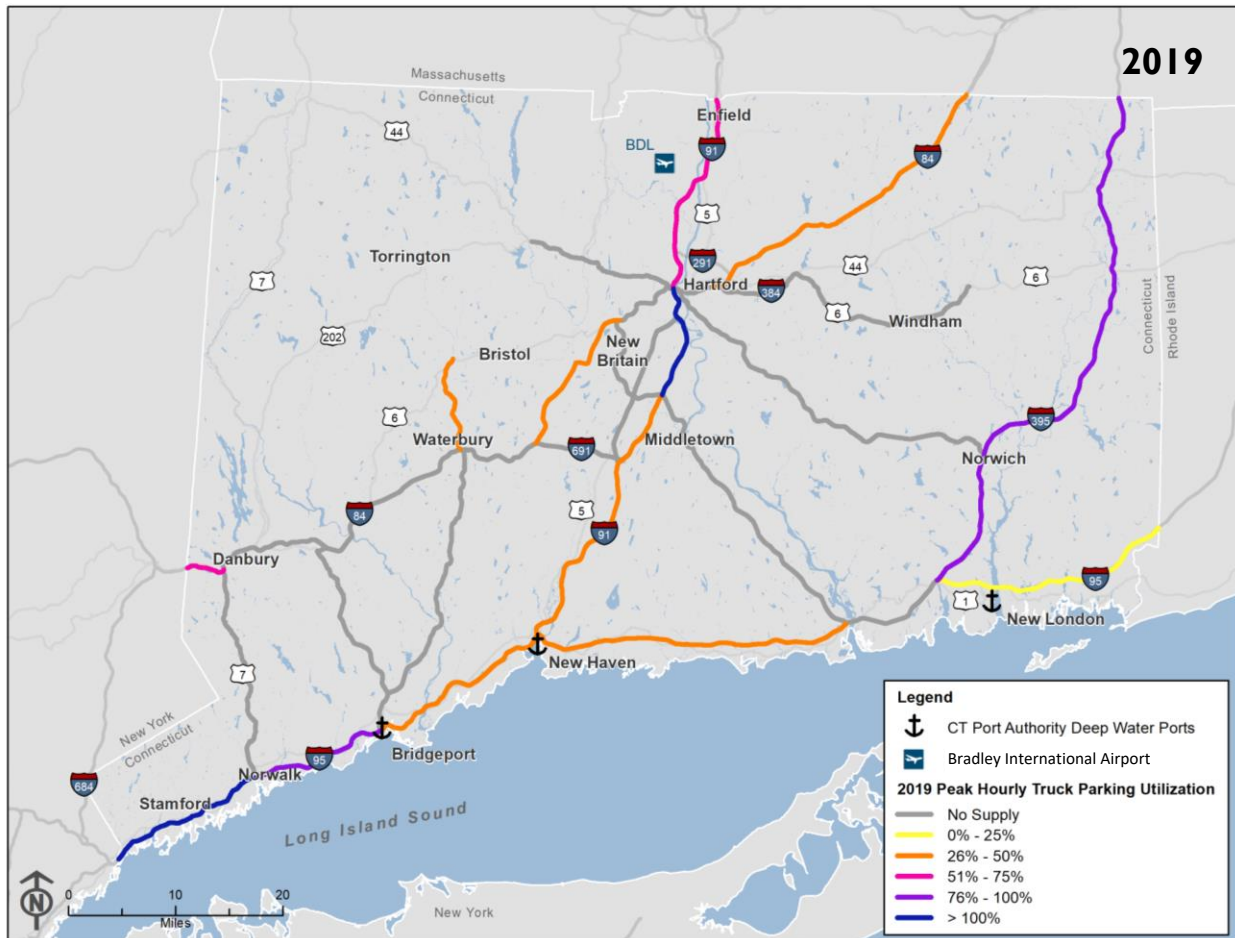 2019
Massachusetts
Connecticut
Enfield
44
BDL
91
84
5
Torrington
291
Hartford
44
7
384
6
6
Windham
Connecticut
Rhode Island
202
Bristol
New
Britain
6
395
Waterbury
Middletown
691
Norwich
84
5
91
Danbury
95
1
New London
New Haven
7
New York
Connecticut
Bridgeport
95
Norwalk
684
Stamford
Long Island Sound
N
0 10 20
Miles
New York
Legend
CT Port Authority Deep Water Ports
Bradley International Airport
2019 Peak Hourly Truck Parking Utilization
No Supply
0% - 25%
26% - 50%
51% - 75%
76% - 100%
> 100%